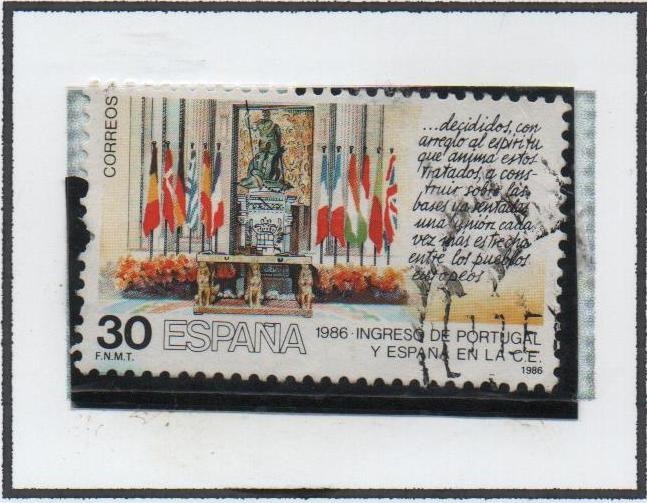 CORREOS
...decididos, con
arreglo al espíritu
que anima estos
Tratados, a cons-
truir sobre las
bases ya sentadas
una unión cada
vez más estrecha
entre los pueblos
europeos
30 ESPAÑA
1986·INGRESO DE PORTUGAL
Y ESPAÑA EN LA C.E.
F.N.M.T.
1986